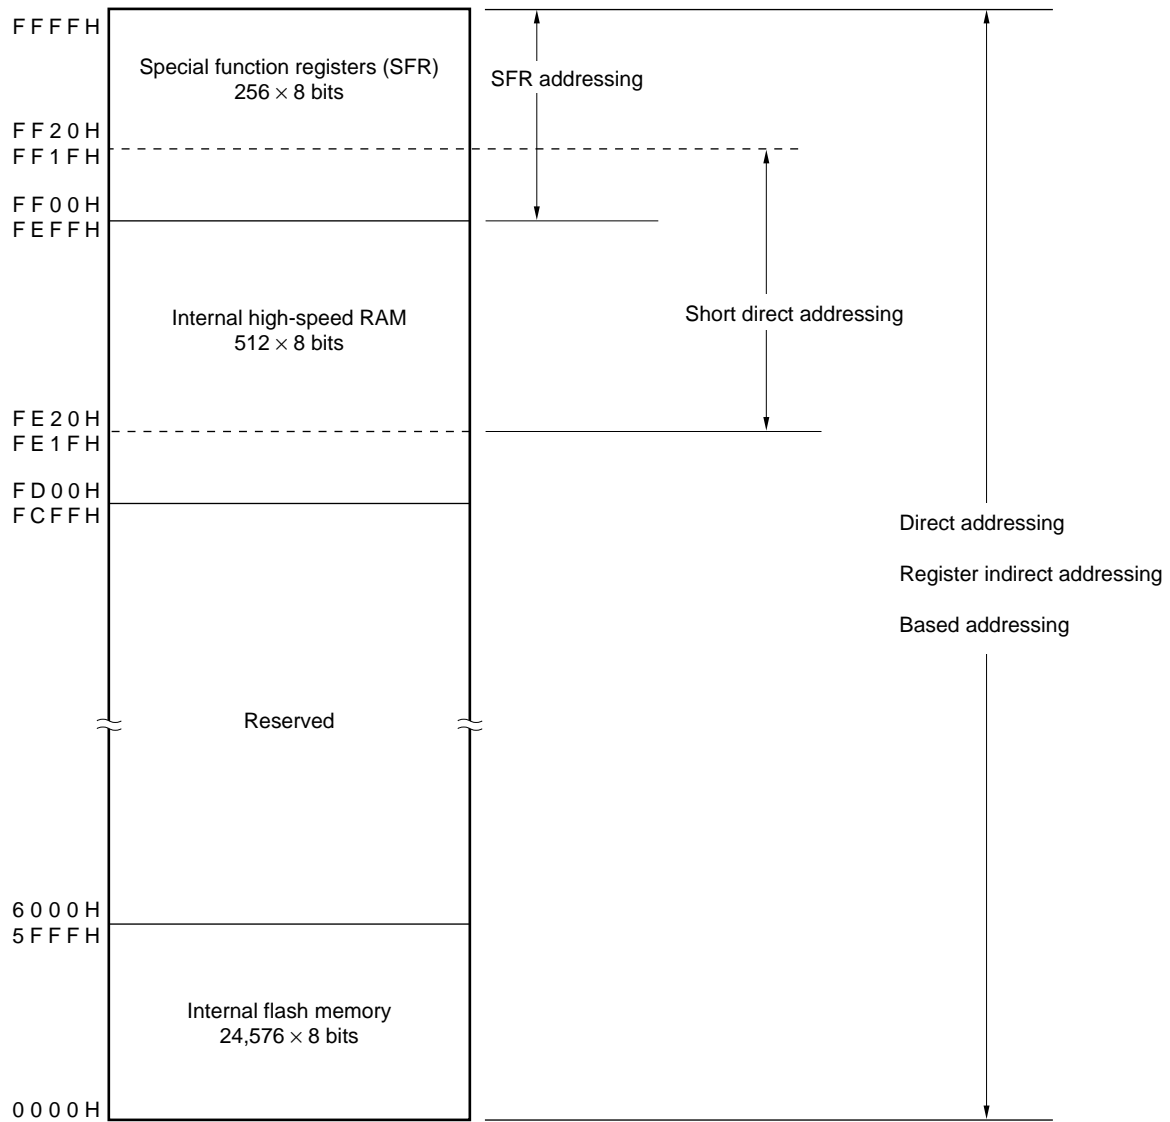 FFFFH
Special function registers (SFR)
256 × 8 bits
SFR addressing
FF20H
FF1FH
FF00H
FEFFH
Internal high-speed RAM
512 × 8 bits
Short direct addressing
FE20H
FE1FH
FD00H
FCFFH
Direct addressing
Register indirect addressing
Based addressing
Reserved
6000H
5FFFH
Internal flash memory
24,576 × 8 bits
0000H